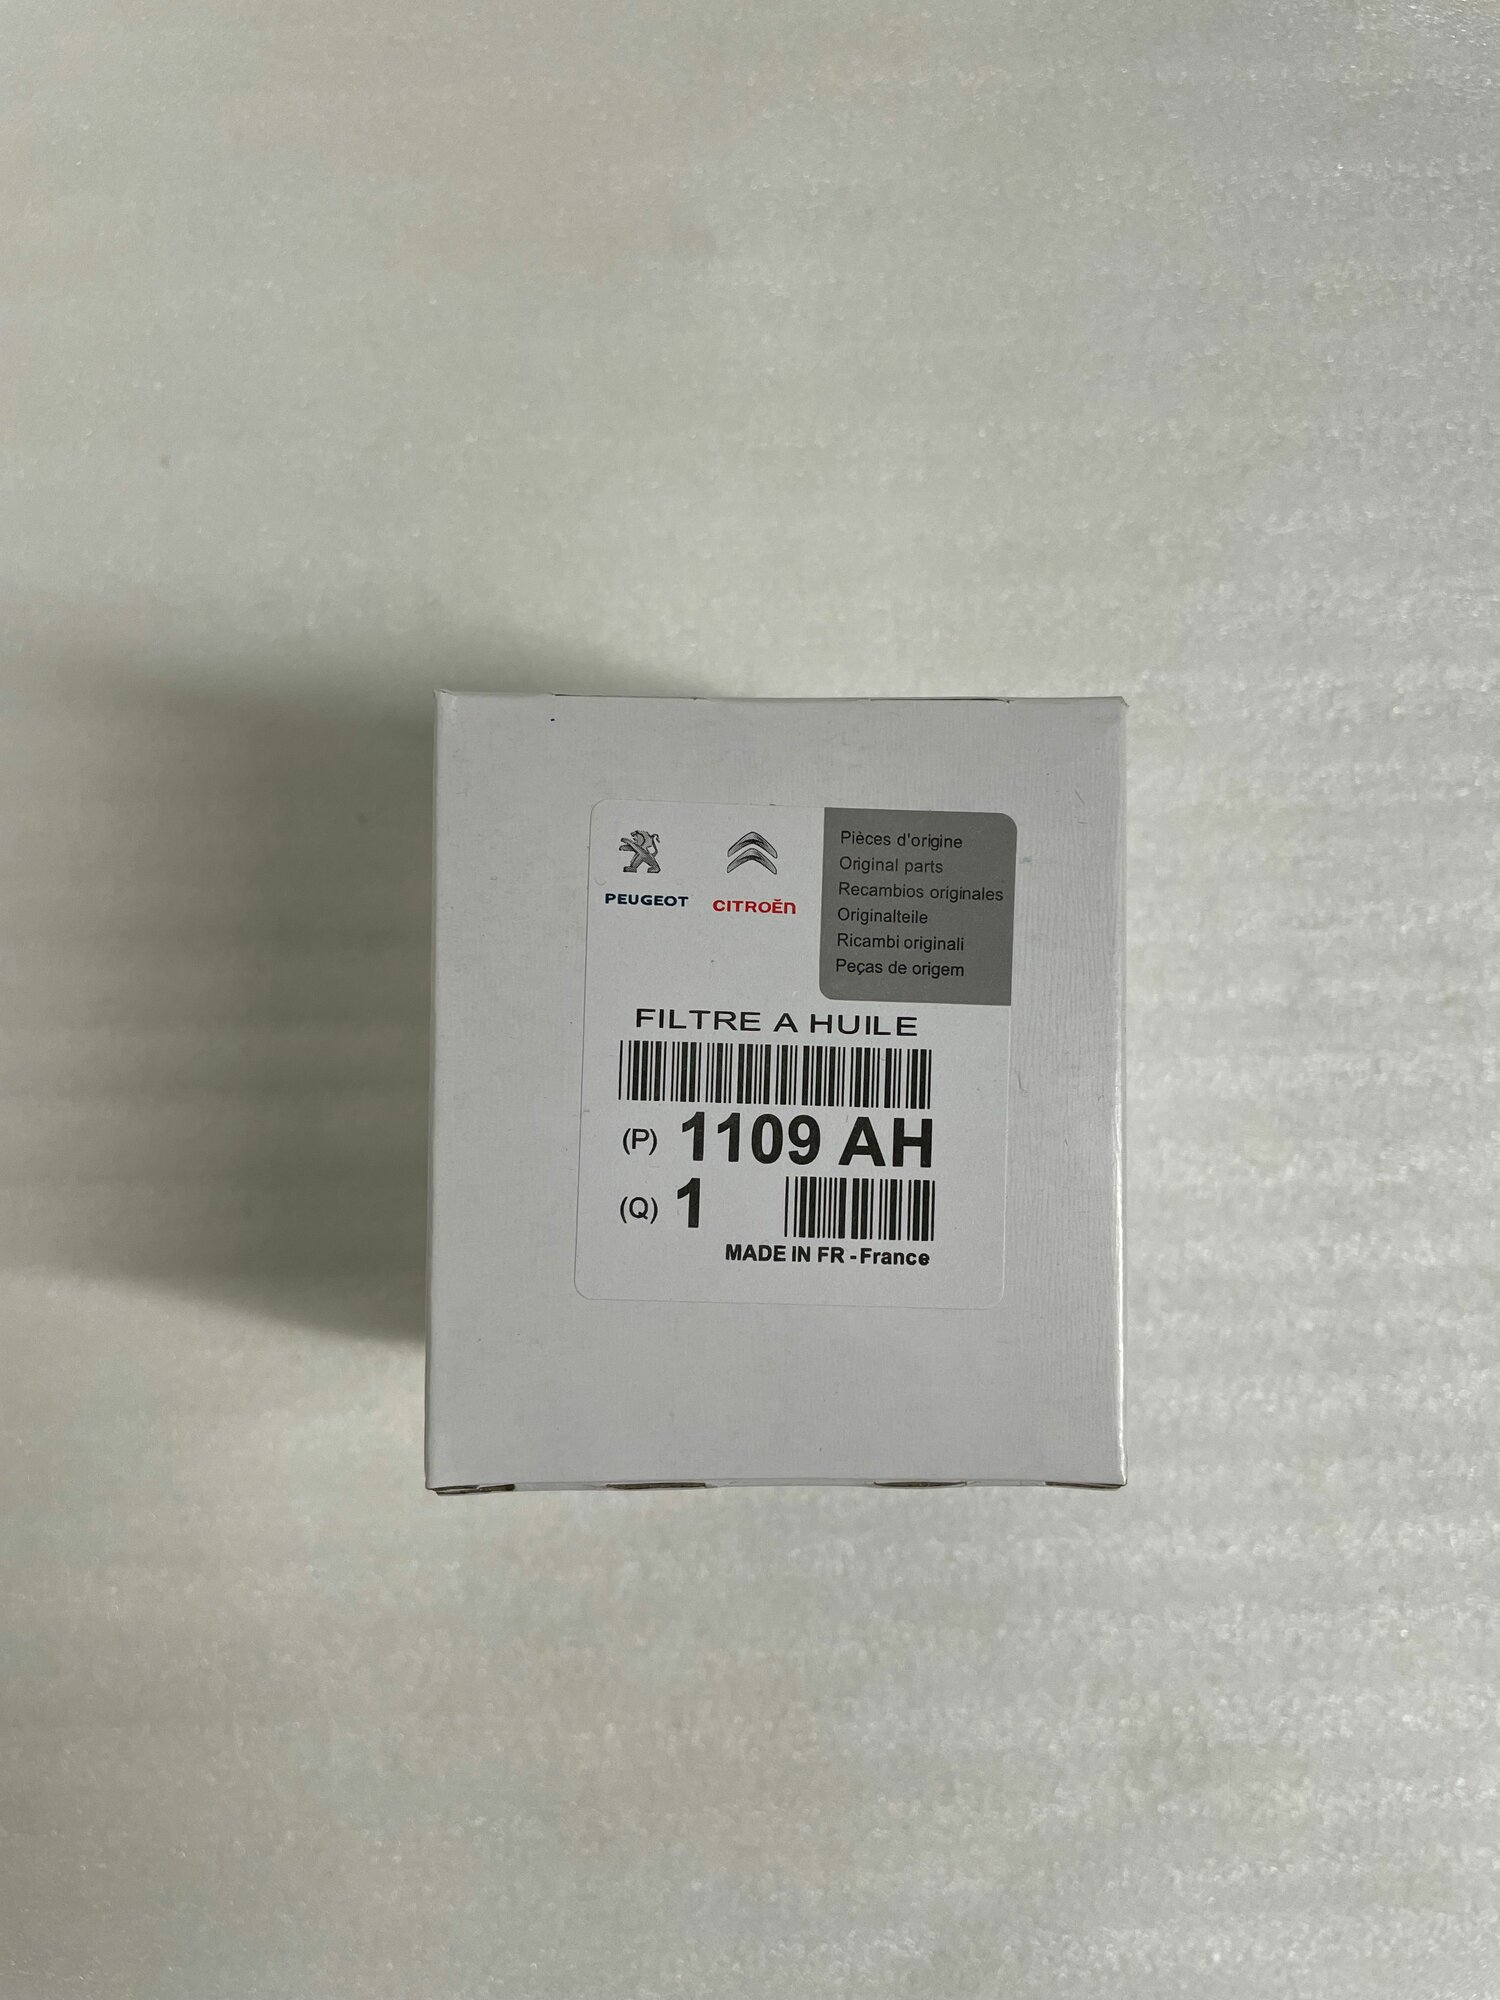 PEUGEOT
CITROËN
Pièces d'origine
Original parts
Recambios originales
Originalteile
Ricambi originali
Peças de origem
FILTRE A HUILE
(P) 1109 AH
(Q) 1
MADE IN FR - France